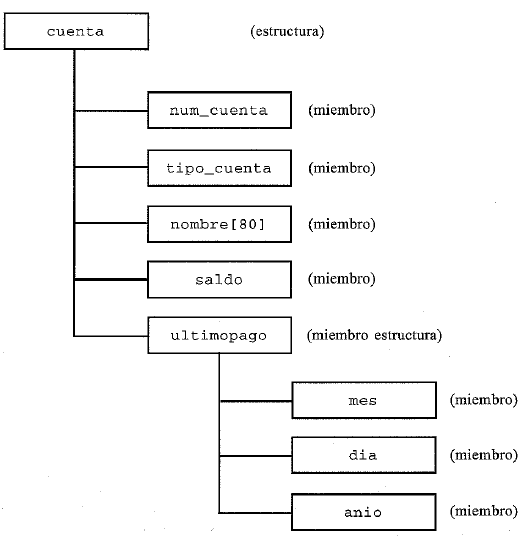 cuenta (estructura)
num_cuenta (miembro)
tipo_cuenta (miembro)
nombre[80] (miembro)
saldo (miembro)
ultimopago (miembro estructura)
mes (miembro)
dia (miembro)
anio (miembro)